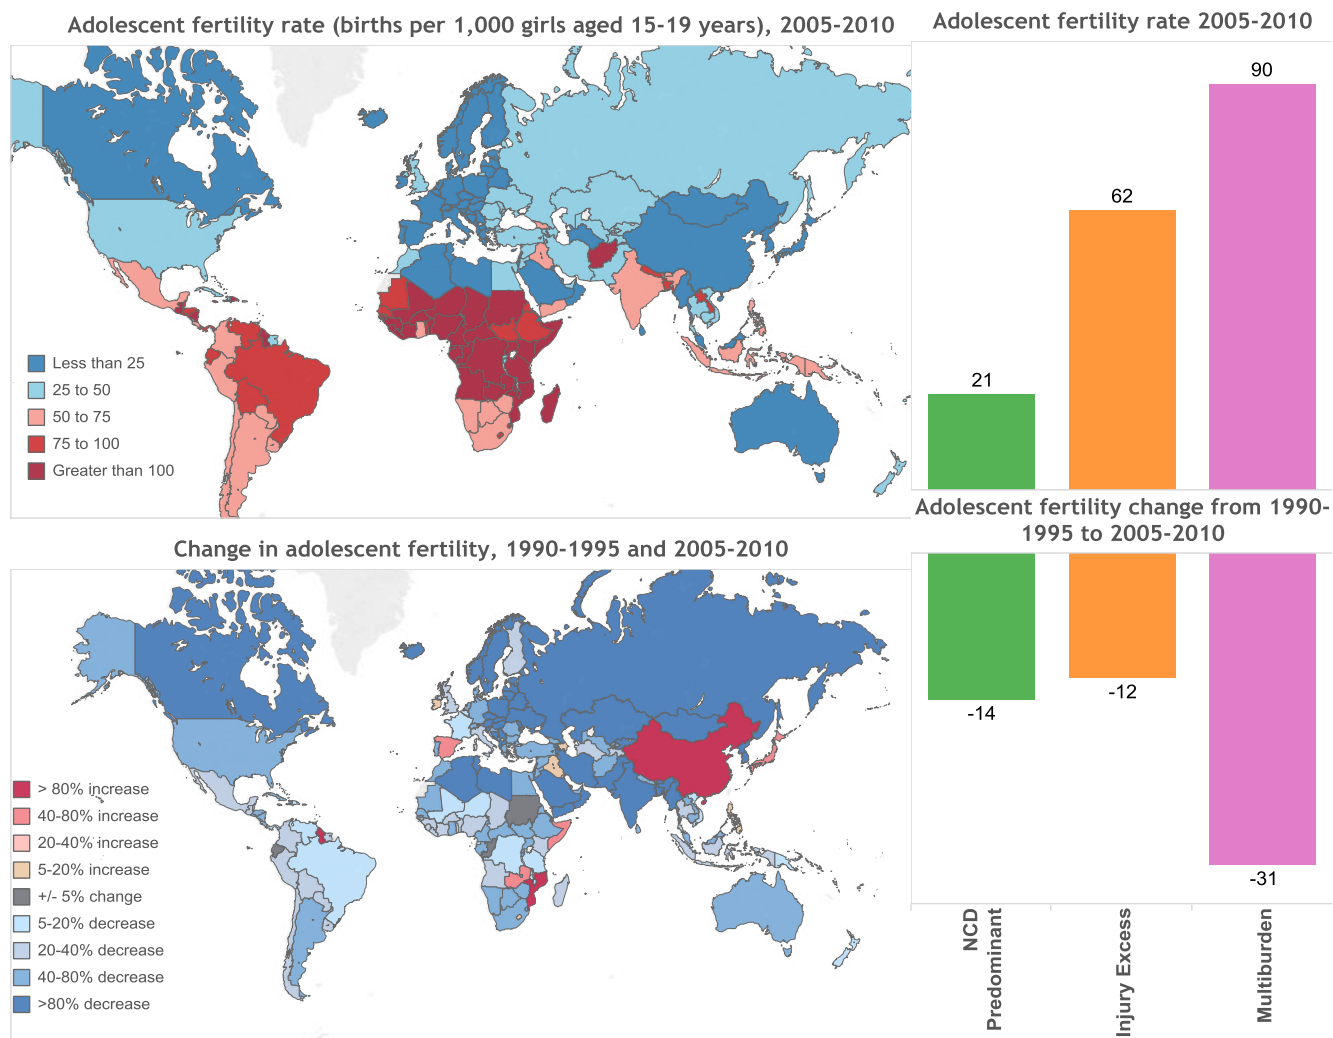 Adolescent fertility rate (births per 1,000 girls aged 15-19 years), 2005-2010
Less than 25
25 to 50
50 to 75
75 to 100
Greater than 100
Adolescent fertility rate 2005-2010
21
62
90
Change in adolescent fertility, 1990-1995 and 2005-2010
> 80% increase
40-80% increase
20-40% increase
5-20% increase
+/- 5% change
5-20% decrease
20-40% decrease
40-80% decrease
>80% decrease
Adolescent fertility change from 1990-
1995 to 2005-2010
-14
-12
-31
NCD
Predominant
Injury Excess
Multiburden